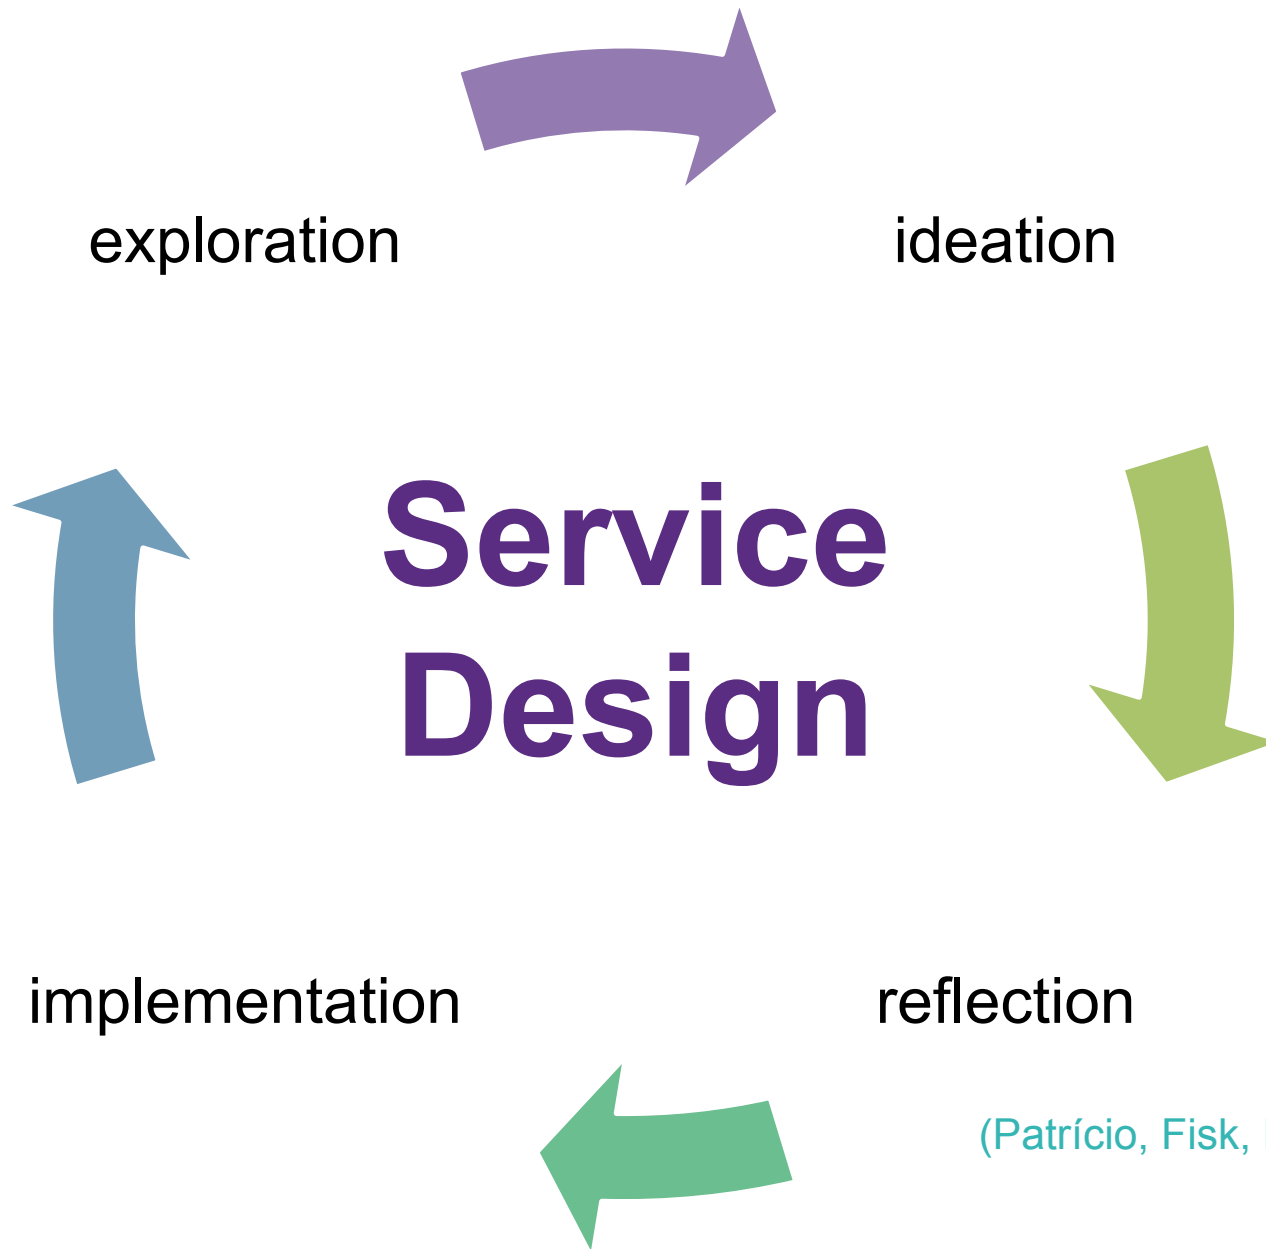 exploration
ideation
Service
Design
implementation
reflection
(Patrício, Fisk,